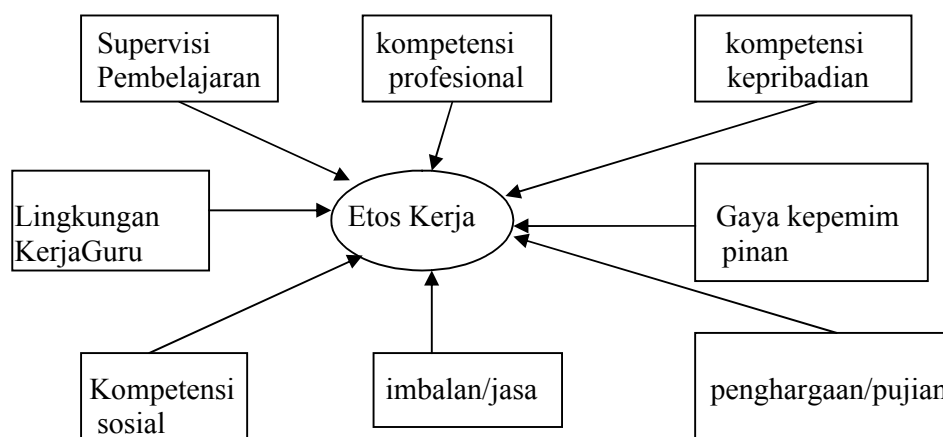 Supervisi
Pembelajaran
kompetensi
profesional
kompetensi
kepribadian
Lingkungan
KerjaGuru
Etos Kerja
Gaya kepemim
pinan
Kompetensi
sosial
imbalan/jasa
penghargaan/pujian